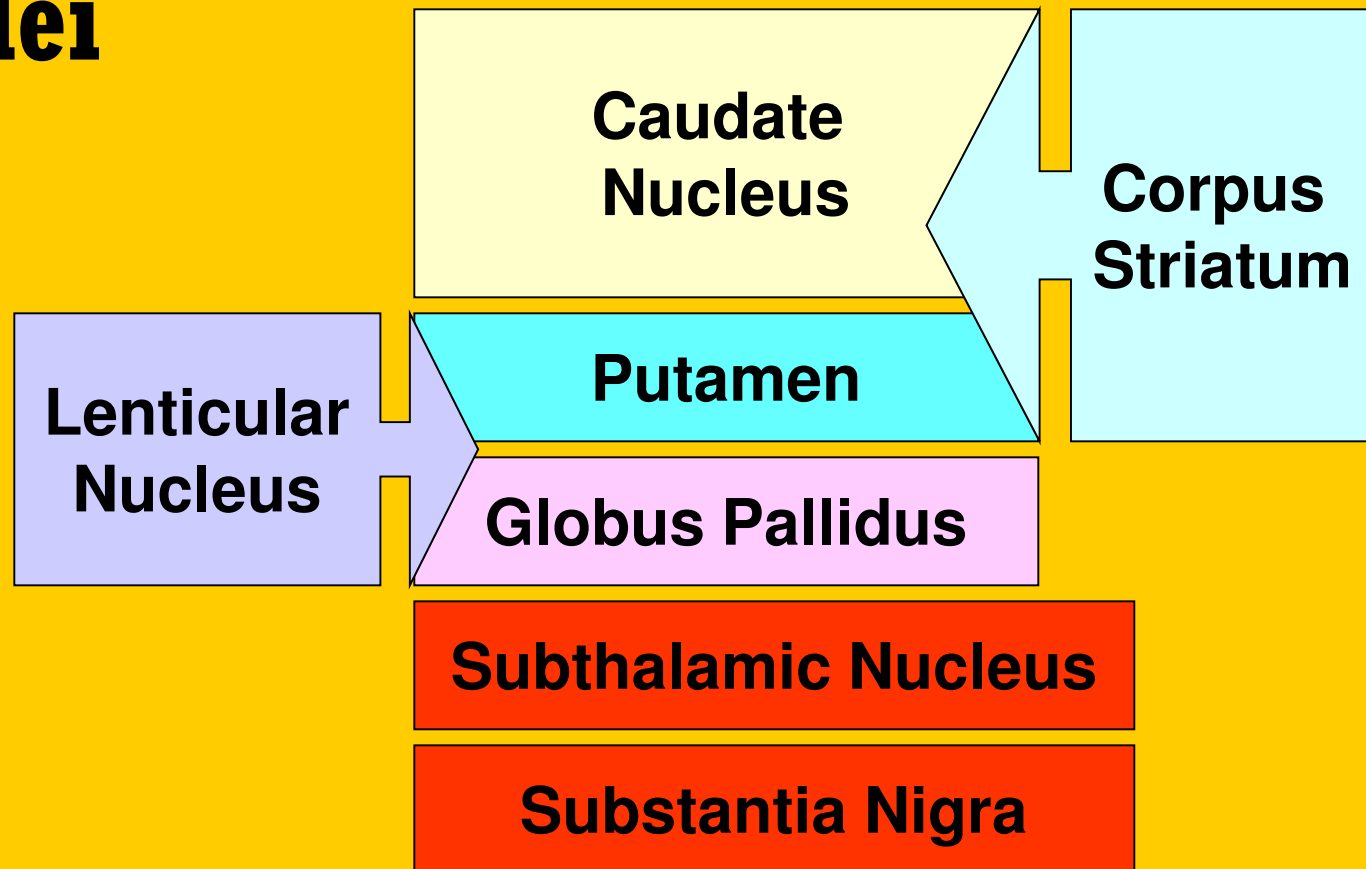 Caudate
Nucleus
Corpus
Striatum
Putamen
Lenticular
Nucleus
Globus Pallidus
Subthalamic Nucleus
Substantia Nigra